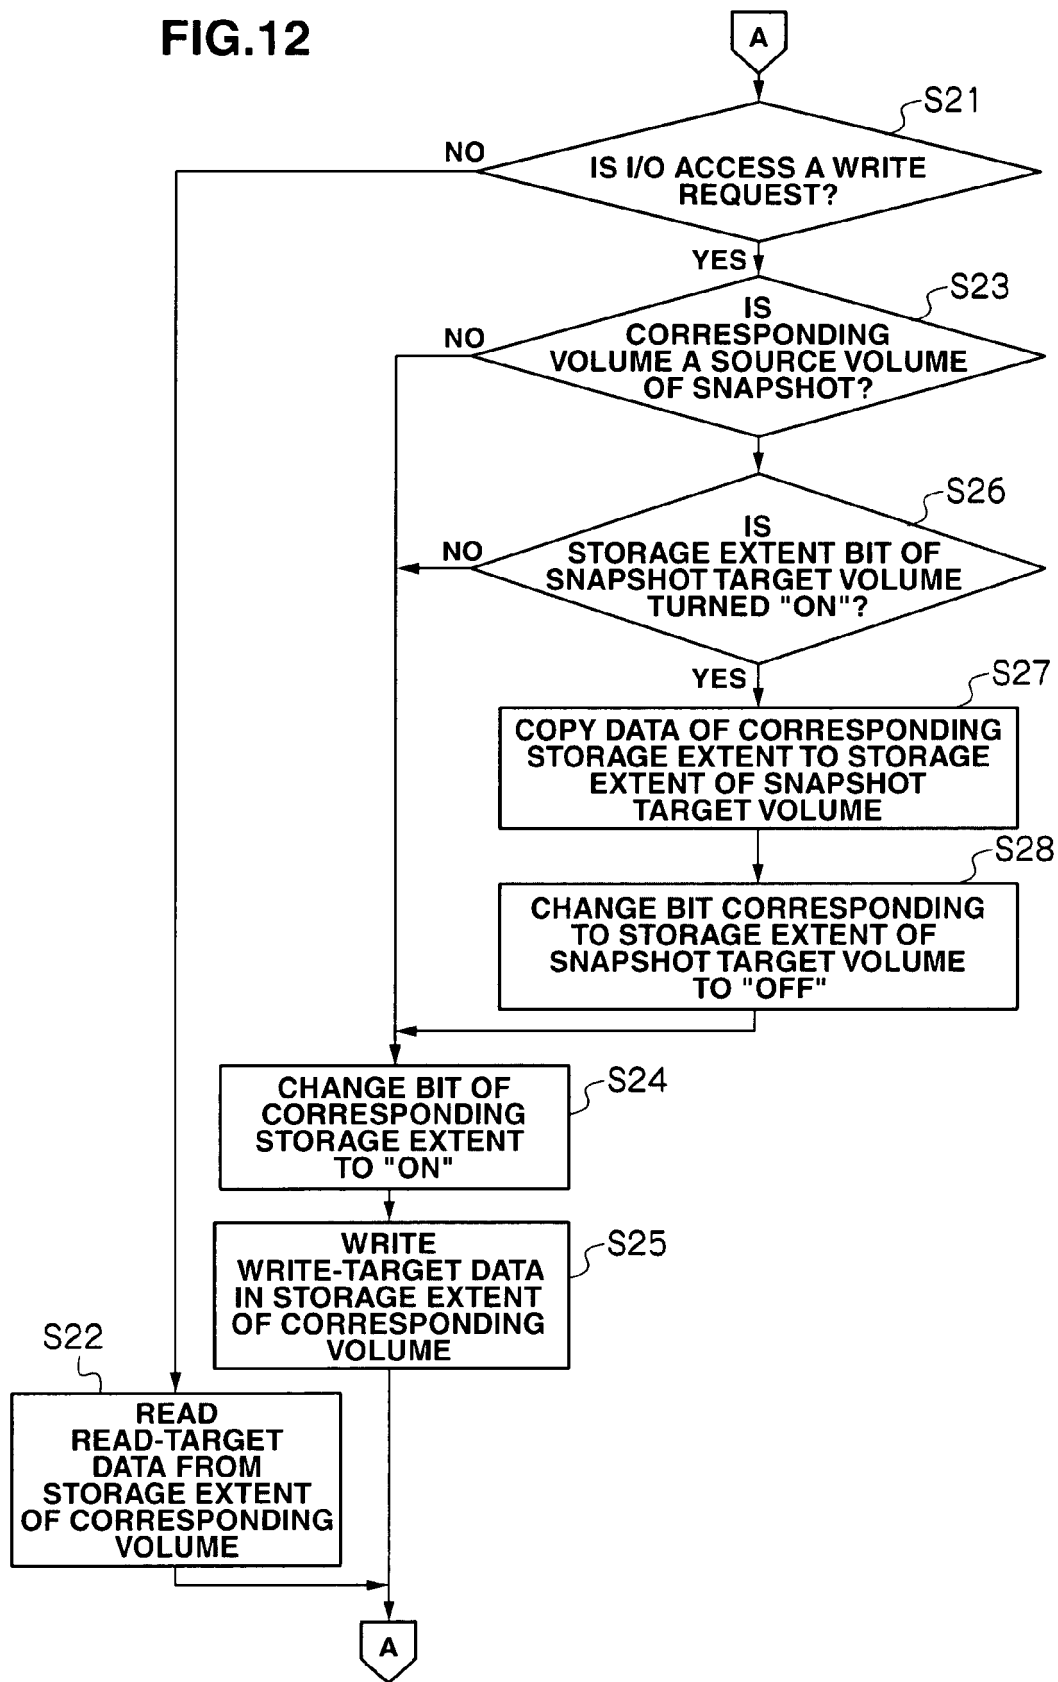 FIG.12
A
S21
NO
IS I/O ACCESS A WRITE
REQUEST?
YES
S23
NO
IS
CORRESPONDING
VOLUME A SOURCE VOLUME
OF SNAPSHOT?
S26
NO
IS
STORAGE EXTENT BIT OF
SNAPSHOT TARGET VOLUME
TURNED "ON"?
YES
S27
COPY DATA OF CORRESPONDING
STORAGE EXTENT TO STORAGE
EXTENT OF SNAPSHOT
TARGET VOLUME
S28
CHANGE BIT CORRESPONDING
TO STORAGE EXTENT OF
SNAPSHOT TARGET VOLUME
TO "OFF"
S24
CHANGE BIT OF
CORRESPONDING
STORAGE EXTENT
TO "ON"
S25
WRITE
WRITE-TARGET DATA
IN STORAGE EXTENT
OF CORRESPONDING
VOLUME
S22
READ
READ-TARGET
DATA FROM
STORAGE EXTENT
OF CORRESPONDING
VOLUME
A